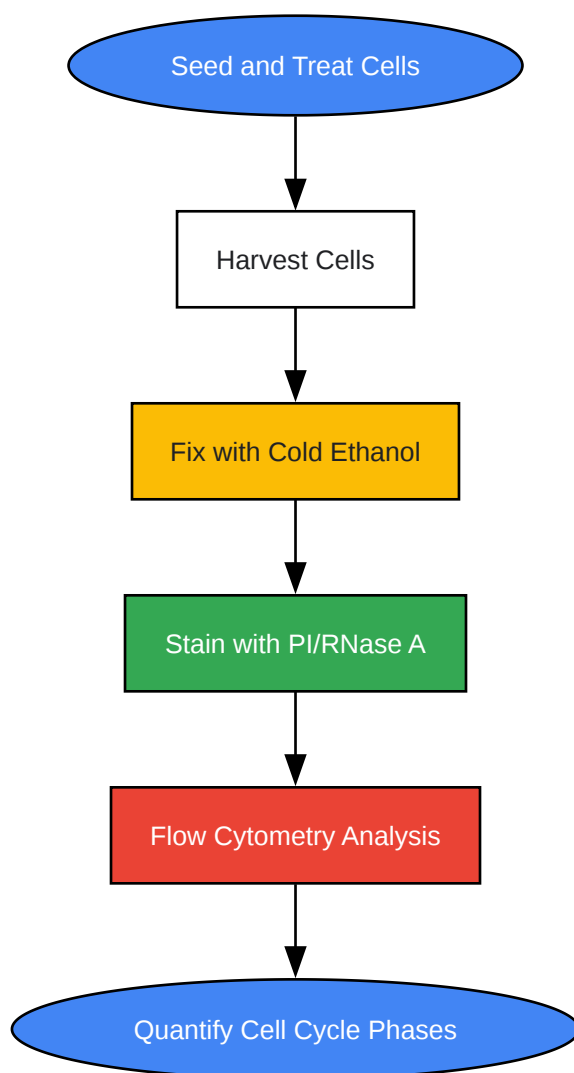 Seed and Treat Cells
Harvest Cells
Fix with Cold Ethanol
Stain with PI/RNase A
Flow Cytometry Analysis
Quantify Cell Cycle Phases